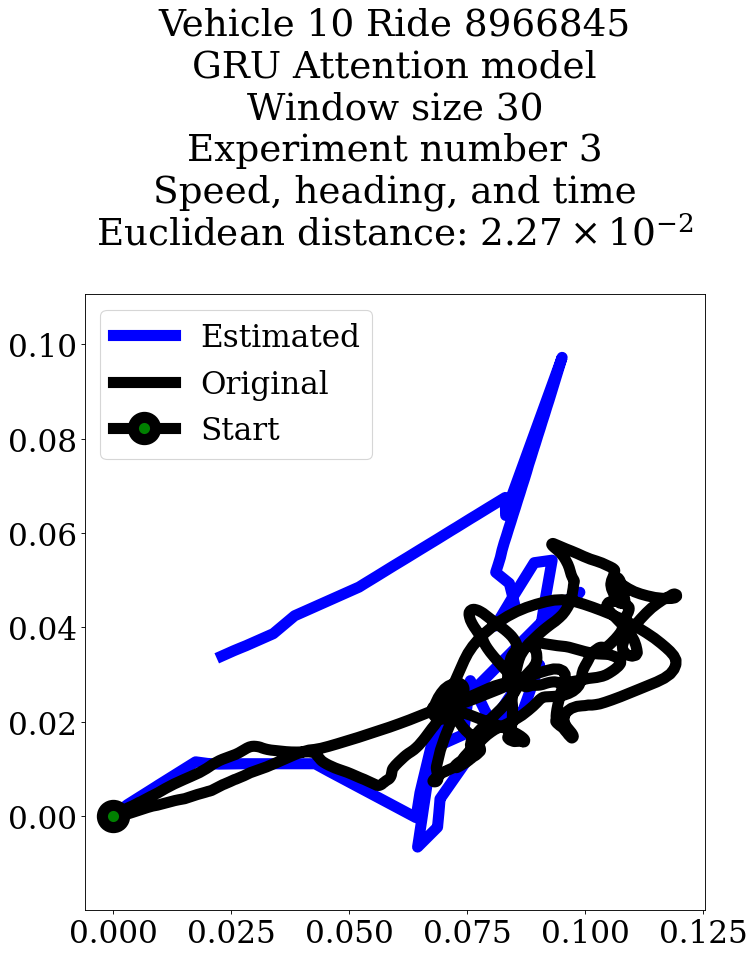 Vehicle 10 Ride 8966845
GRU Attention model
Window size 30
Experiment number 3
Speed, heading, and time
Euclidean distance: 2.27 × 10⁻²
Estimated
Original
Start
0.10
0.08
0.06
0.04
0.02
0.00
0.000 0.025 0.050 0.075 0.100 0.125